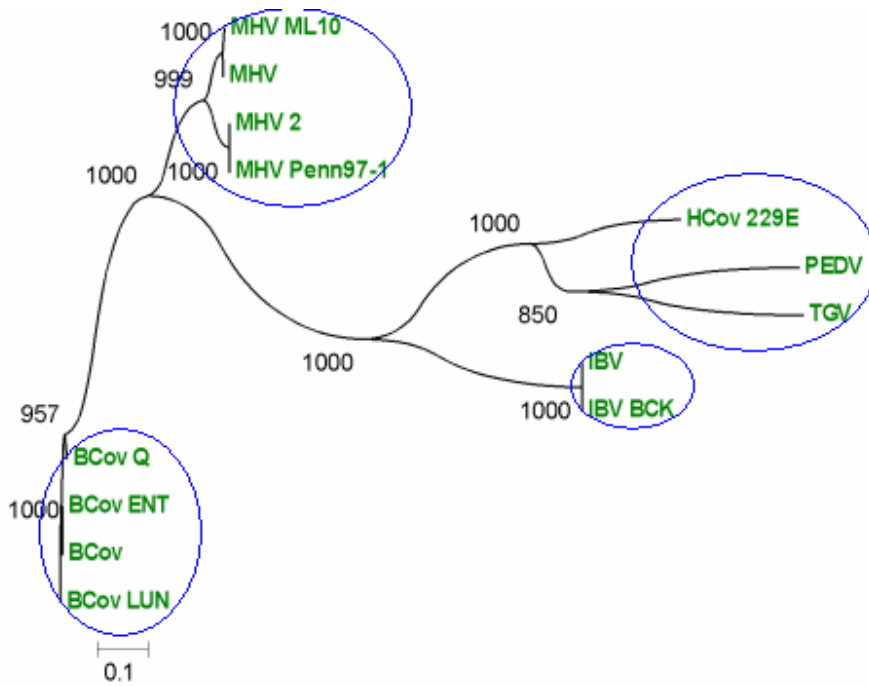 1000
MHV ML10
999
MHV
MHV 2
1000
MHV Penn97-1
1000
1000
HCov 229E
PEDV
850
TGV
1000
IBV
1000
IBV BCK
957
BCov Q
1000
BCov ENT
BCov
BCov LUN
0.1